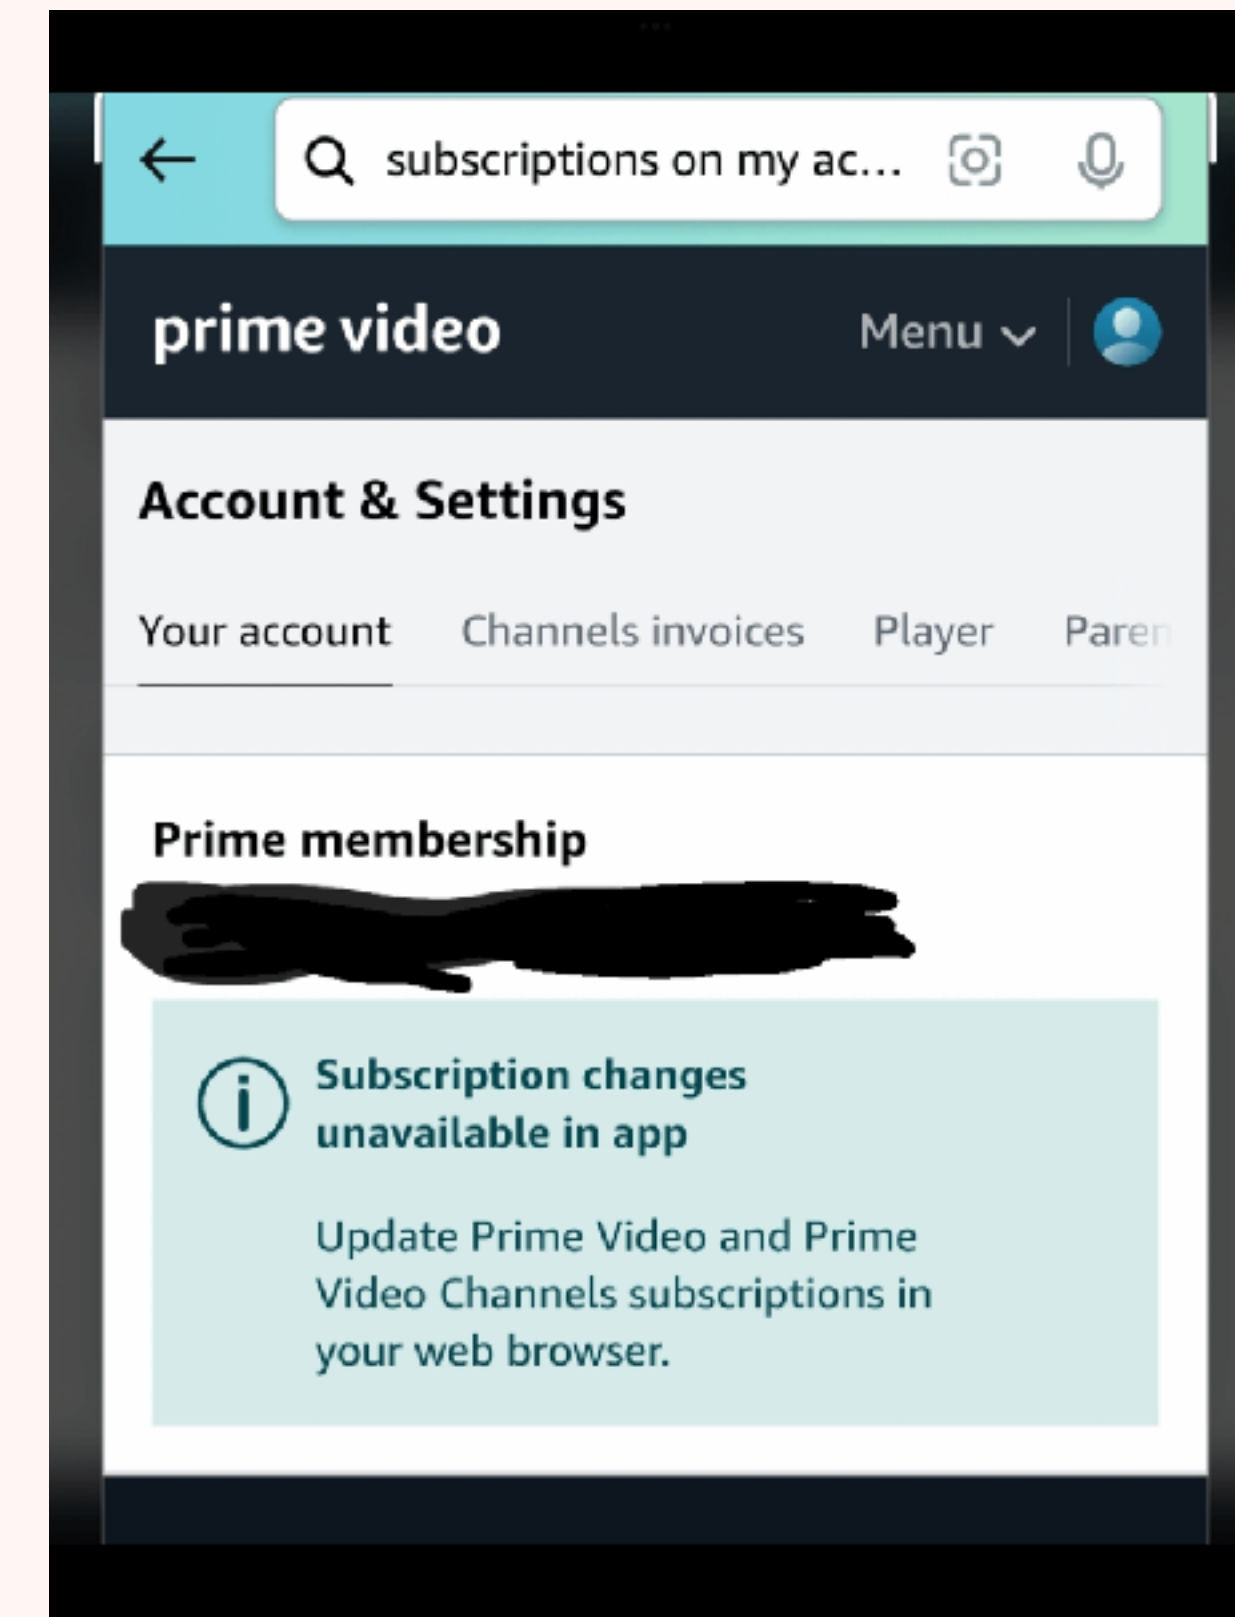 subscriptions on my ac...
prime video
Menu
Account & Settings
Your account Channels invoices Player Paren
Prime membership
Subscription changes
unavailable in app
Update Prime Video and Prime
Video Channels subscriptions in
your web browser.